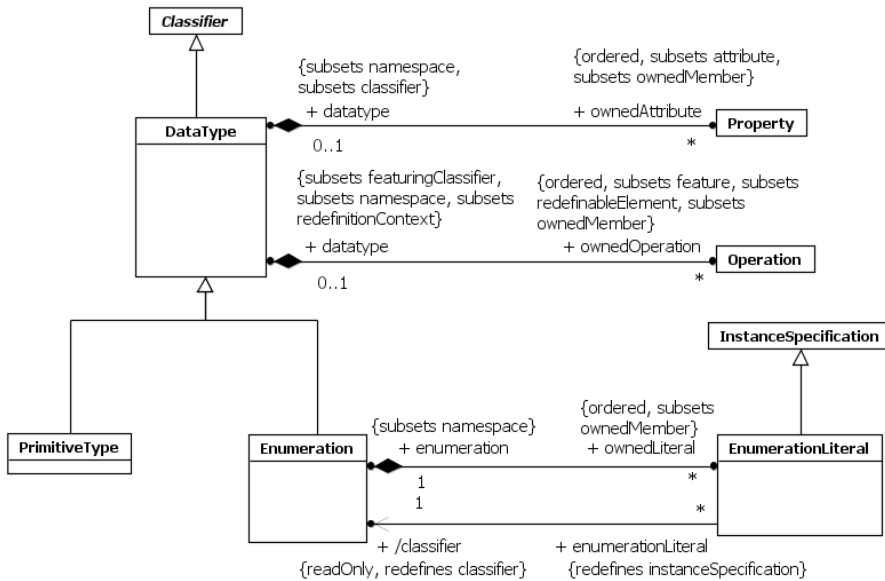 Classifier
{subsets namespace,
subsets classifier}
{ordered, subsets attribute,
subsets ownedMember}
+ datatype
+ ownedAttribute
DataType
Property
0..1
*
{subsets featuringClassifier,
subsets namespace, subsets
redefinitionContext}
{ordered, subsets feature, subsets
redefinableElement, subsets
ownedMember}
+ datatype
+ ownedOperation
Operation
0..1
*
InstanceSpecification
{subsets namespace}
{ordered, subsets
ownedMember}
PrimitiveType
Enumeration
+ enumeration
+ ownedLiteral
EnumerationLiteral
1
*
1
*
+ /classifier
+ enumerationLiteral
{readOnly, redefines classifier}
{redefines instanceSpecification}